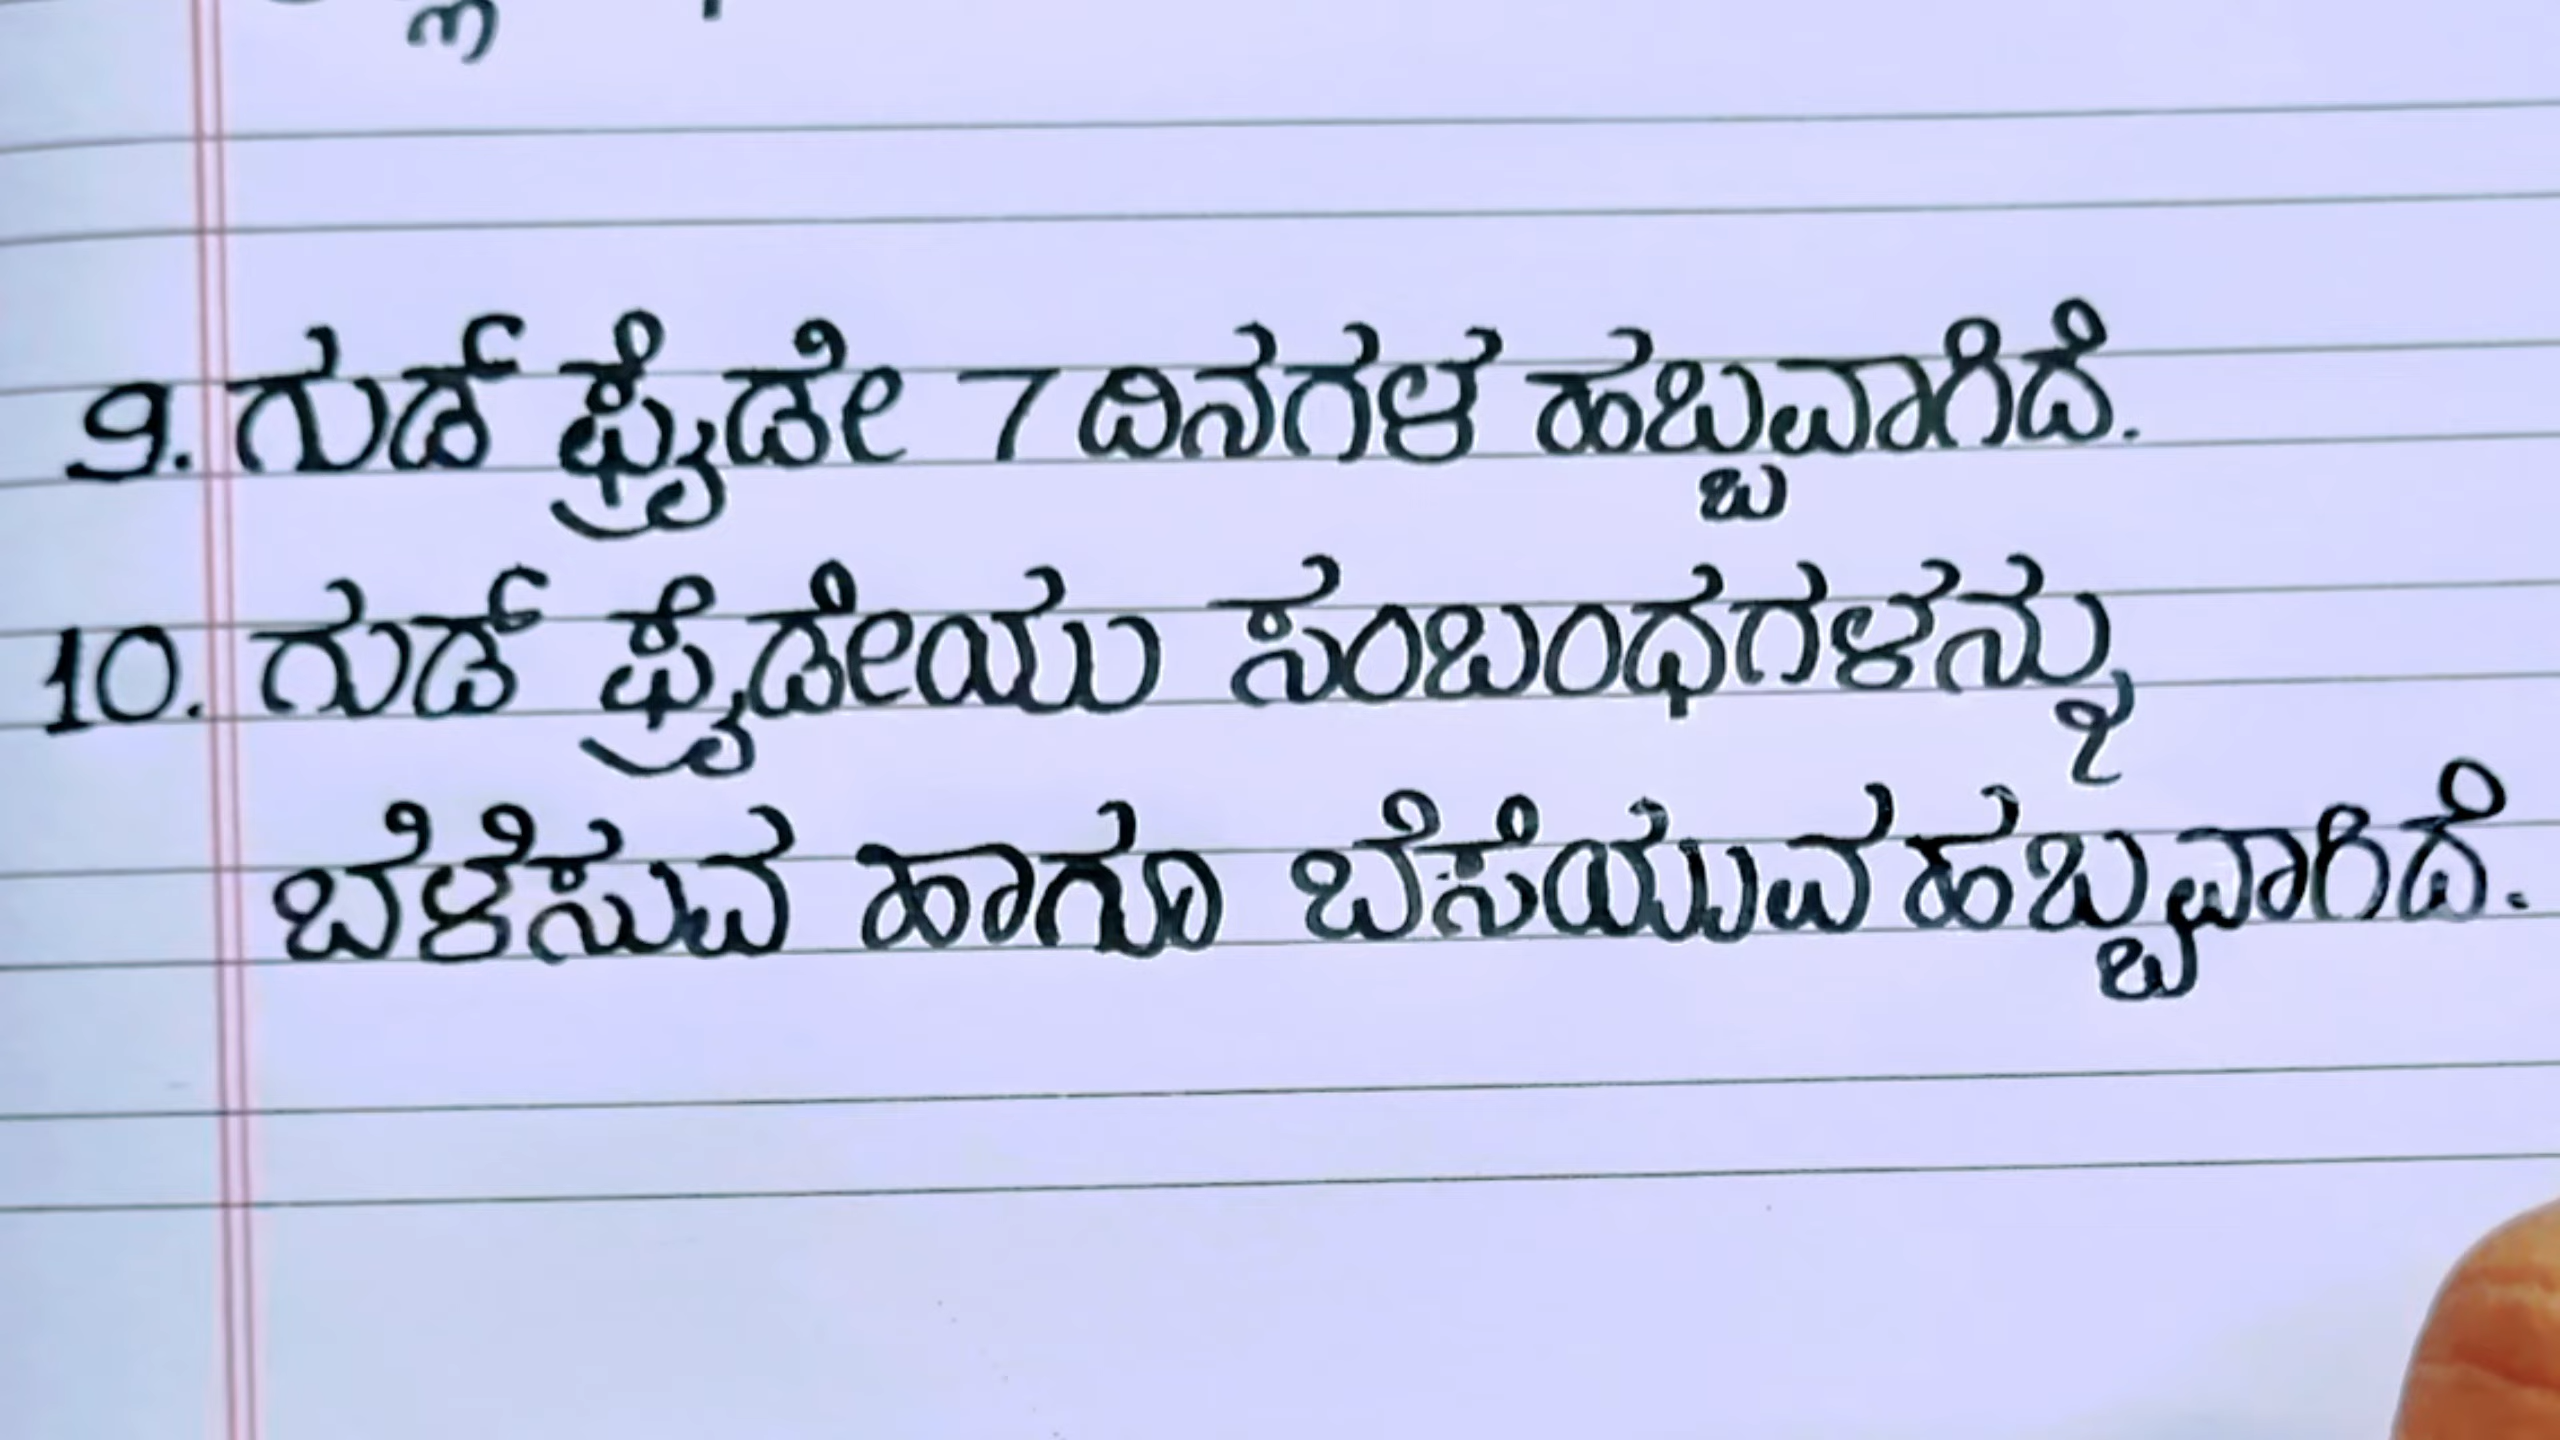 9. ಗುಡ್ ಫ್ರೈಡೇ 7 ದಿನಗಳ ಹಬ್ಬವಾಗಿದೆ.
10. ಗುಡ್ ಫ್ರೈಡೇಯು ಸಂಬಂಧಗಳನ್ನು
ಬೆಳೆಸುವ ಹಾಗೂ ಬೆಸೆಯುವ ಹಬ್ಬವಾಗಿದೆ.